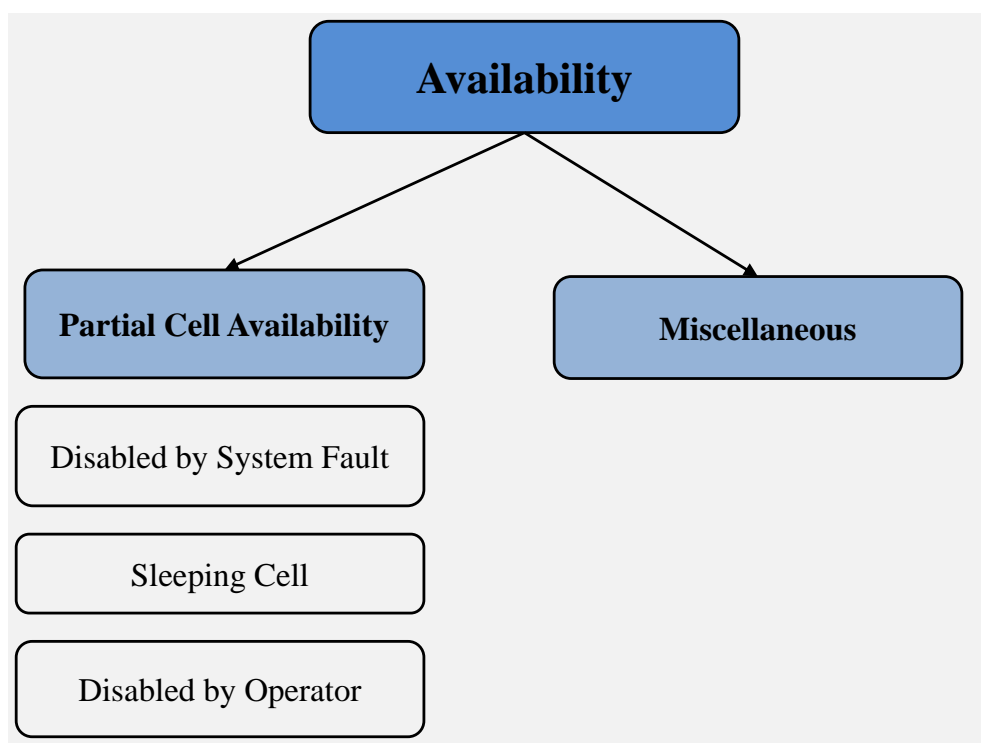 Availability
Partial Cell Availability
Miscellaneous
Disabled by System Fault
Sleeping Cell
Disabled by Operator